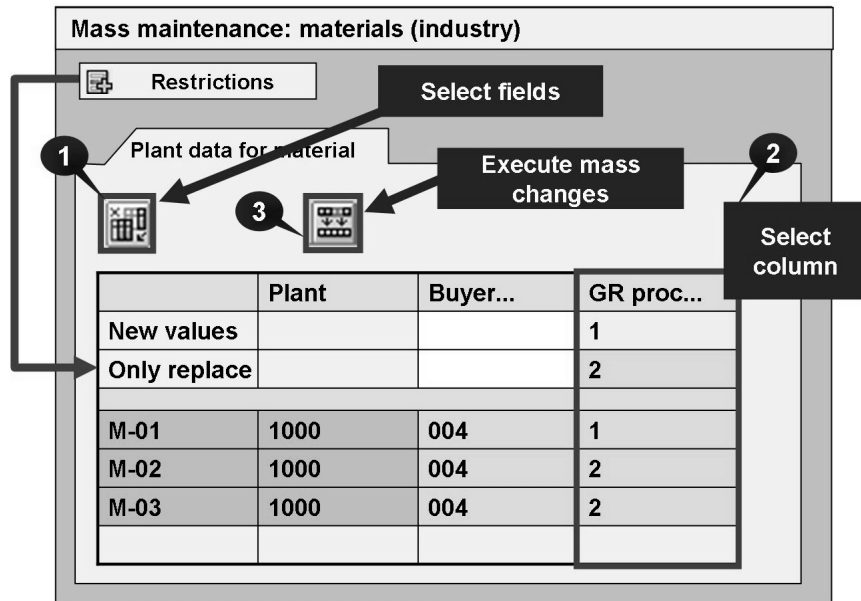 Mass maintenance: materials (industry)
Restrictions
Select fields
1
Plant data for material
Execute mass
changes
2
3
Select
column
Plant Buyer... GR proc...
New values 1
Only replace 2
M-01 1000 004 1
M-02 1000 004 2
M-03 1000 004 2